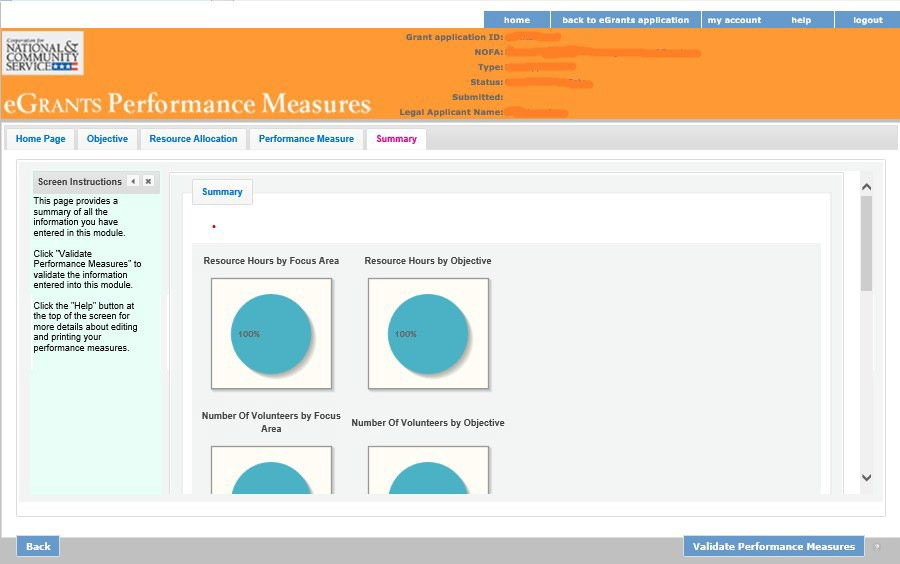 home back to eGrants application my account help logout
Corporation for
NATIONAL &
COMMUNITY
SERVICE
Grant application ID:
NOFA:
Type:
Status:
Submitted:
Legal Applicant Name:
eGRANTS Performance Measures
Home Page Objective Resource Allocation Performance Measure Summary
Screen Instructions
This page provides a
summary of all the
information you have
entered in this module.
Click "Validate
Performance Measures" to
validate the information
entered into this module.
Click the "Help" button at
the top of the screen for
more details about editing
and printing your
performance measures.
Summary
Resource Hours by Focus Area Resource Hours by Objective
100% 100%
Number Of Volunteers by Focus
Area
Number Of Volunteers by Objective
Back Validate Performance Measures ?